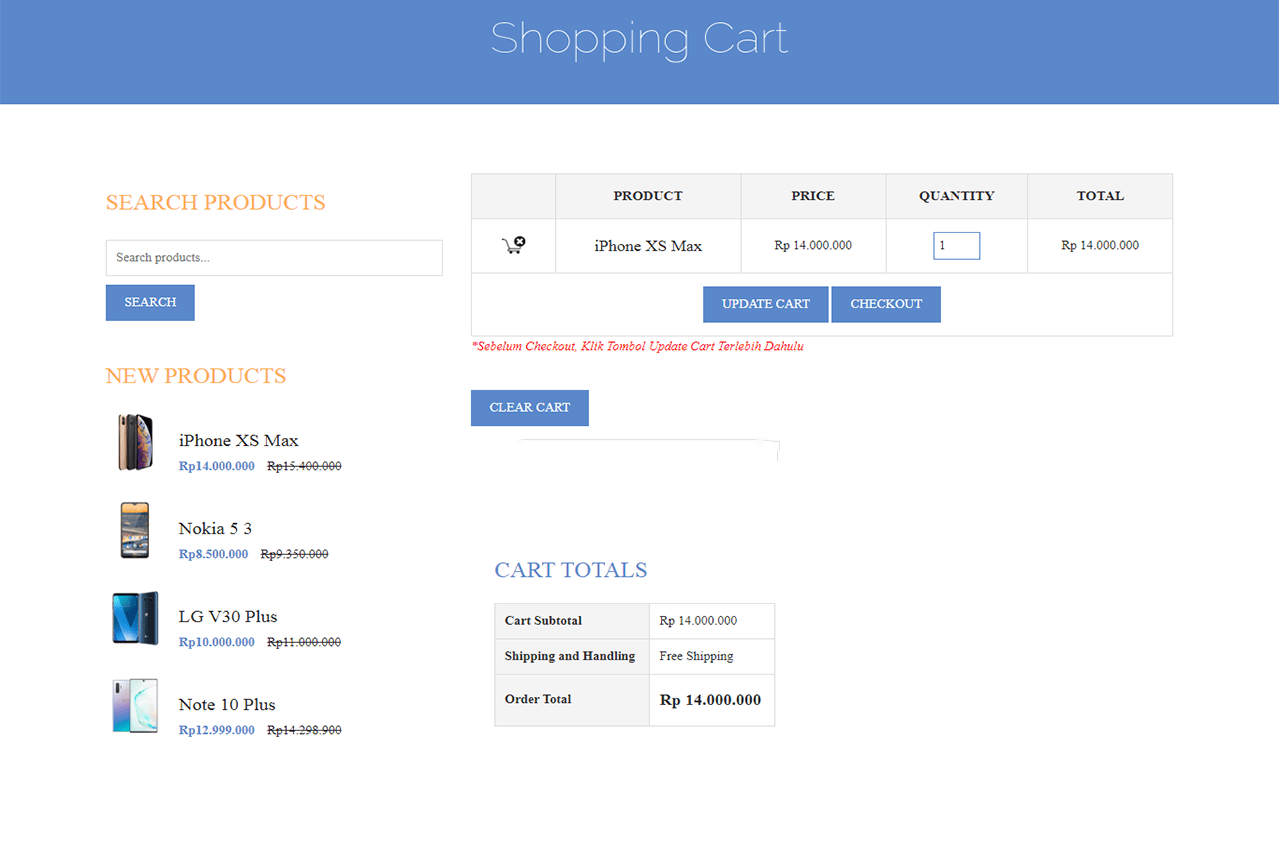 Shopping Cart
SEARCH PRODUCTS
Search products...
SEARCH
NEW PRODUCTS
iPhone XS Max
Rp14.000.000 Rp15.400.000
Nokia 5 3
Rp8.500.000 Rp9.350.000
LG V30 Plus
Rp10.000.000 Rp11.000.000
Note 10 Plus
Rp12.999.000 Rp14.298.900
PRODUCT PRICE QUANTITY TOTAL
iPhone XS Max Rp 14.000.000 1 Rp 14.000.000
UPDATE CART CHECKOUT
*Sebelum Checkout, Klik Tombol Update Cart Terlebih Dahulu
CLEAR CART
CART TOTALS
Cart Subtotal Rp 14.000.000
Shipping and Handling Free Shipping
Order Total Rp 14.000.000